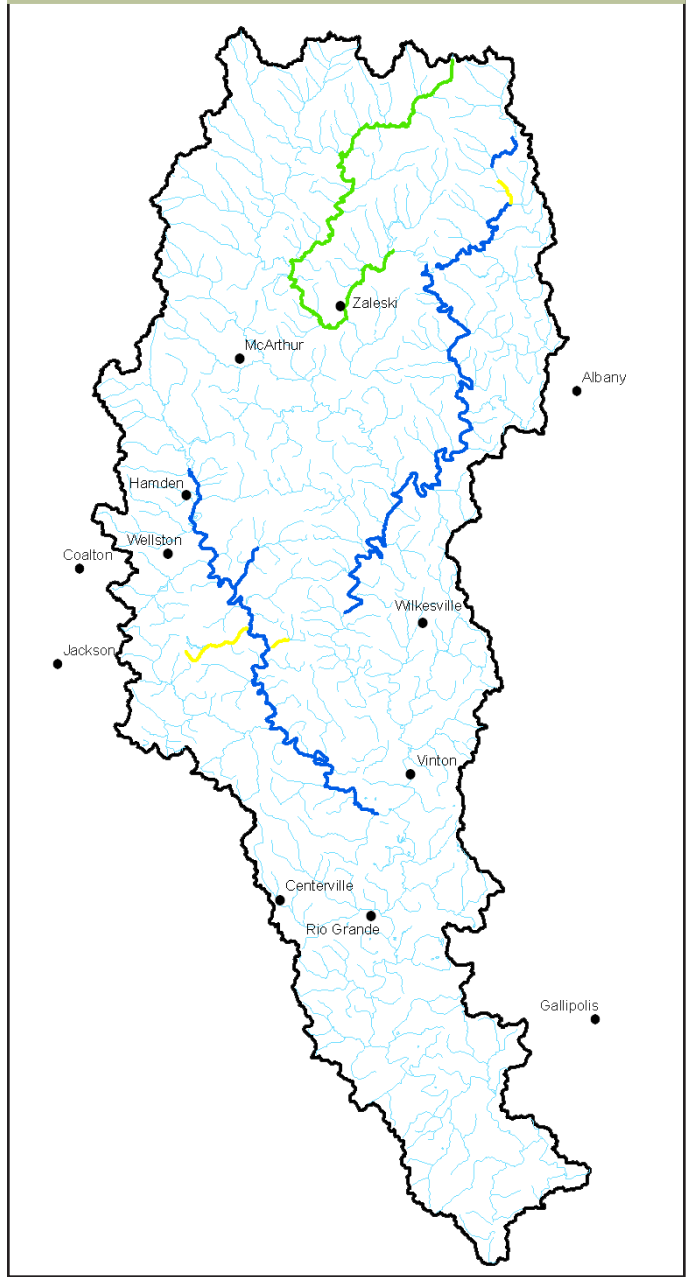 Zaleski
McArthur
Albany
Hamden
Wellston
Coalton
Wilkesville
Jackson
Vinton
Centerville
Rio Grande
Gallipolis